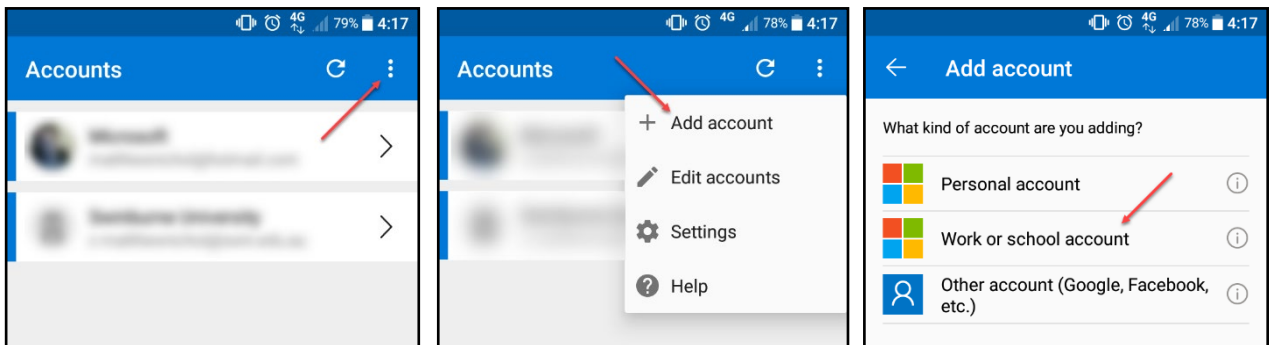 4G 79% 4:17
Accounts
4G 78% 4:17
Accounts
Add account
Edit accounts
Settings
Help
4G 78% 4:17
Add account
What kind of account are you adding?
Personal account
Work or school account
Other account (Google, Facebook,
etc.)